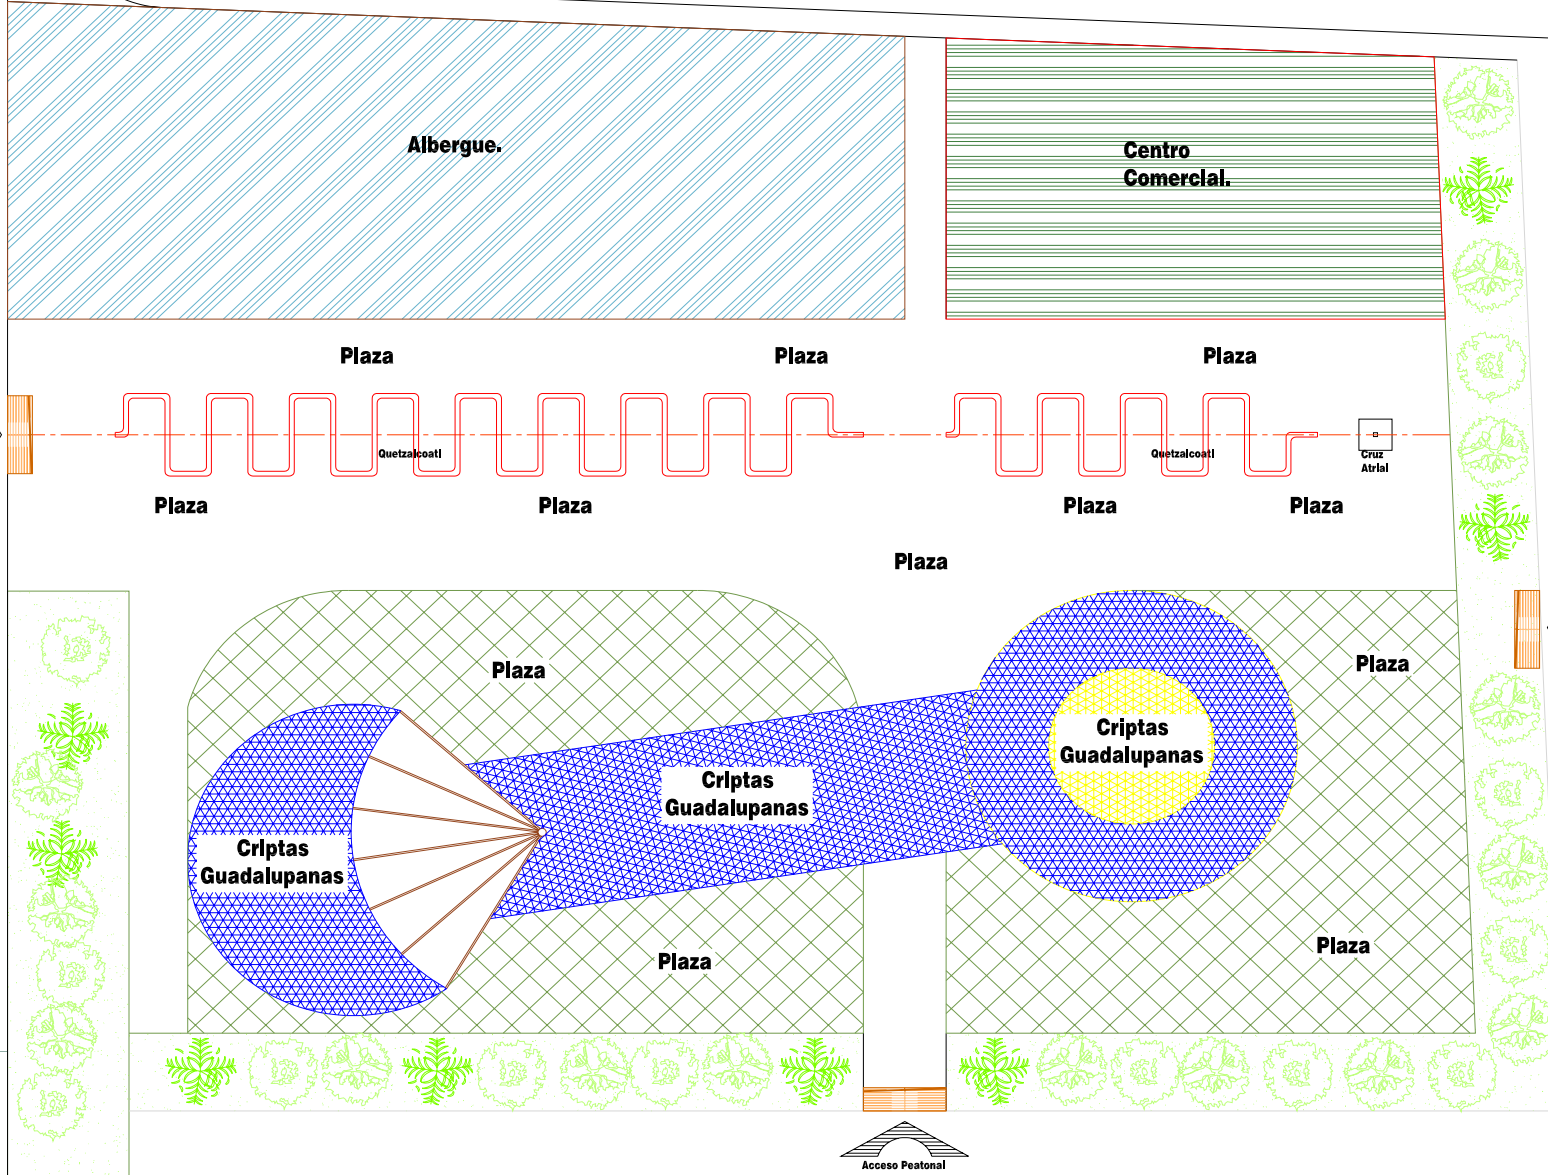 Albergue.
Centro
Comercial.
Plaza
Plaza
Plaza
Quetzalcoatl
Quetzalcoatl
Cruz
Atrial
Plaza
Plaza
Plaza
Plaza
Plaza
Plaza
Plaza
Criptas
Guadalupanas
Criptas
Guadalupanas
Criptas
Guadalupanas
Plaza
Plaza
Acceso Peatonal